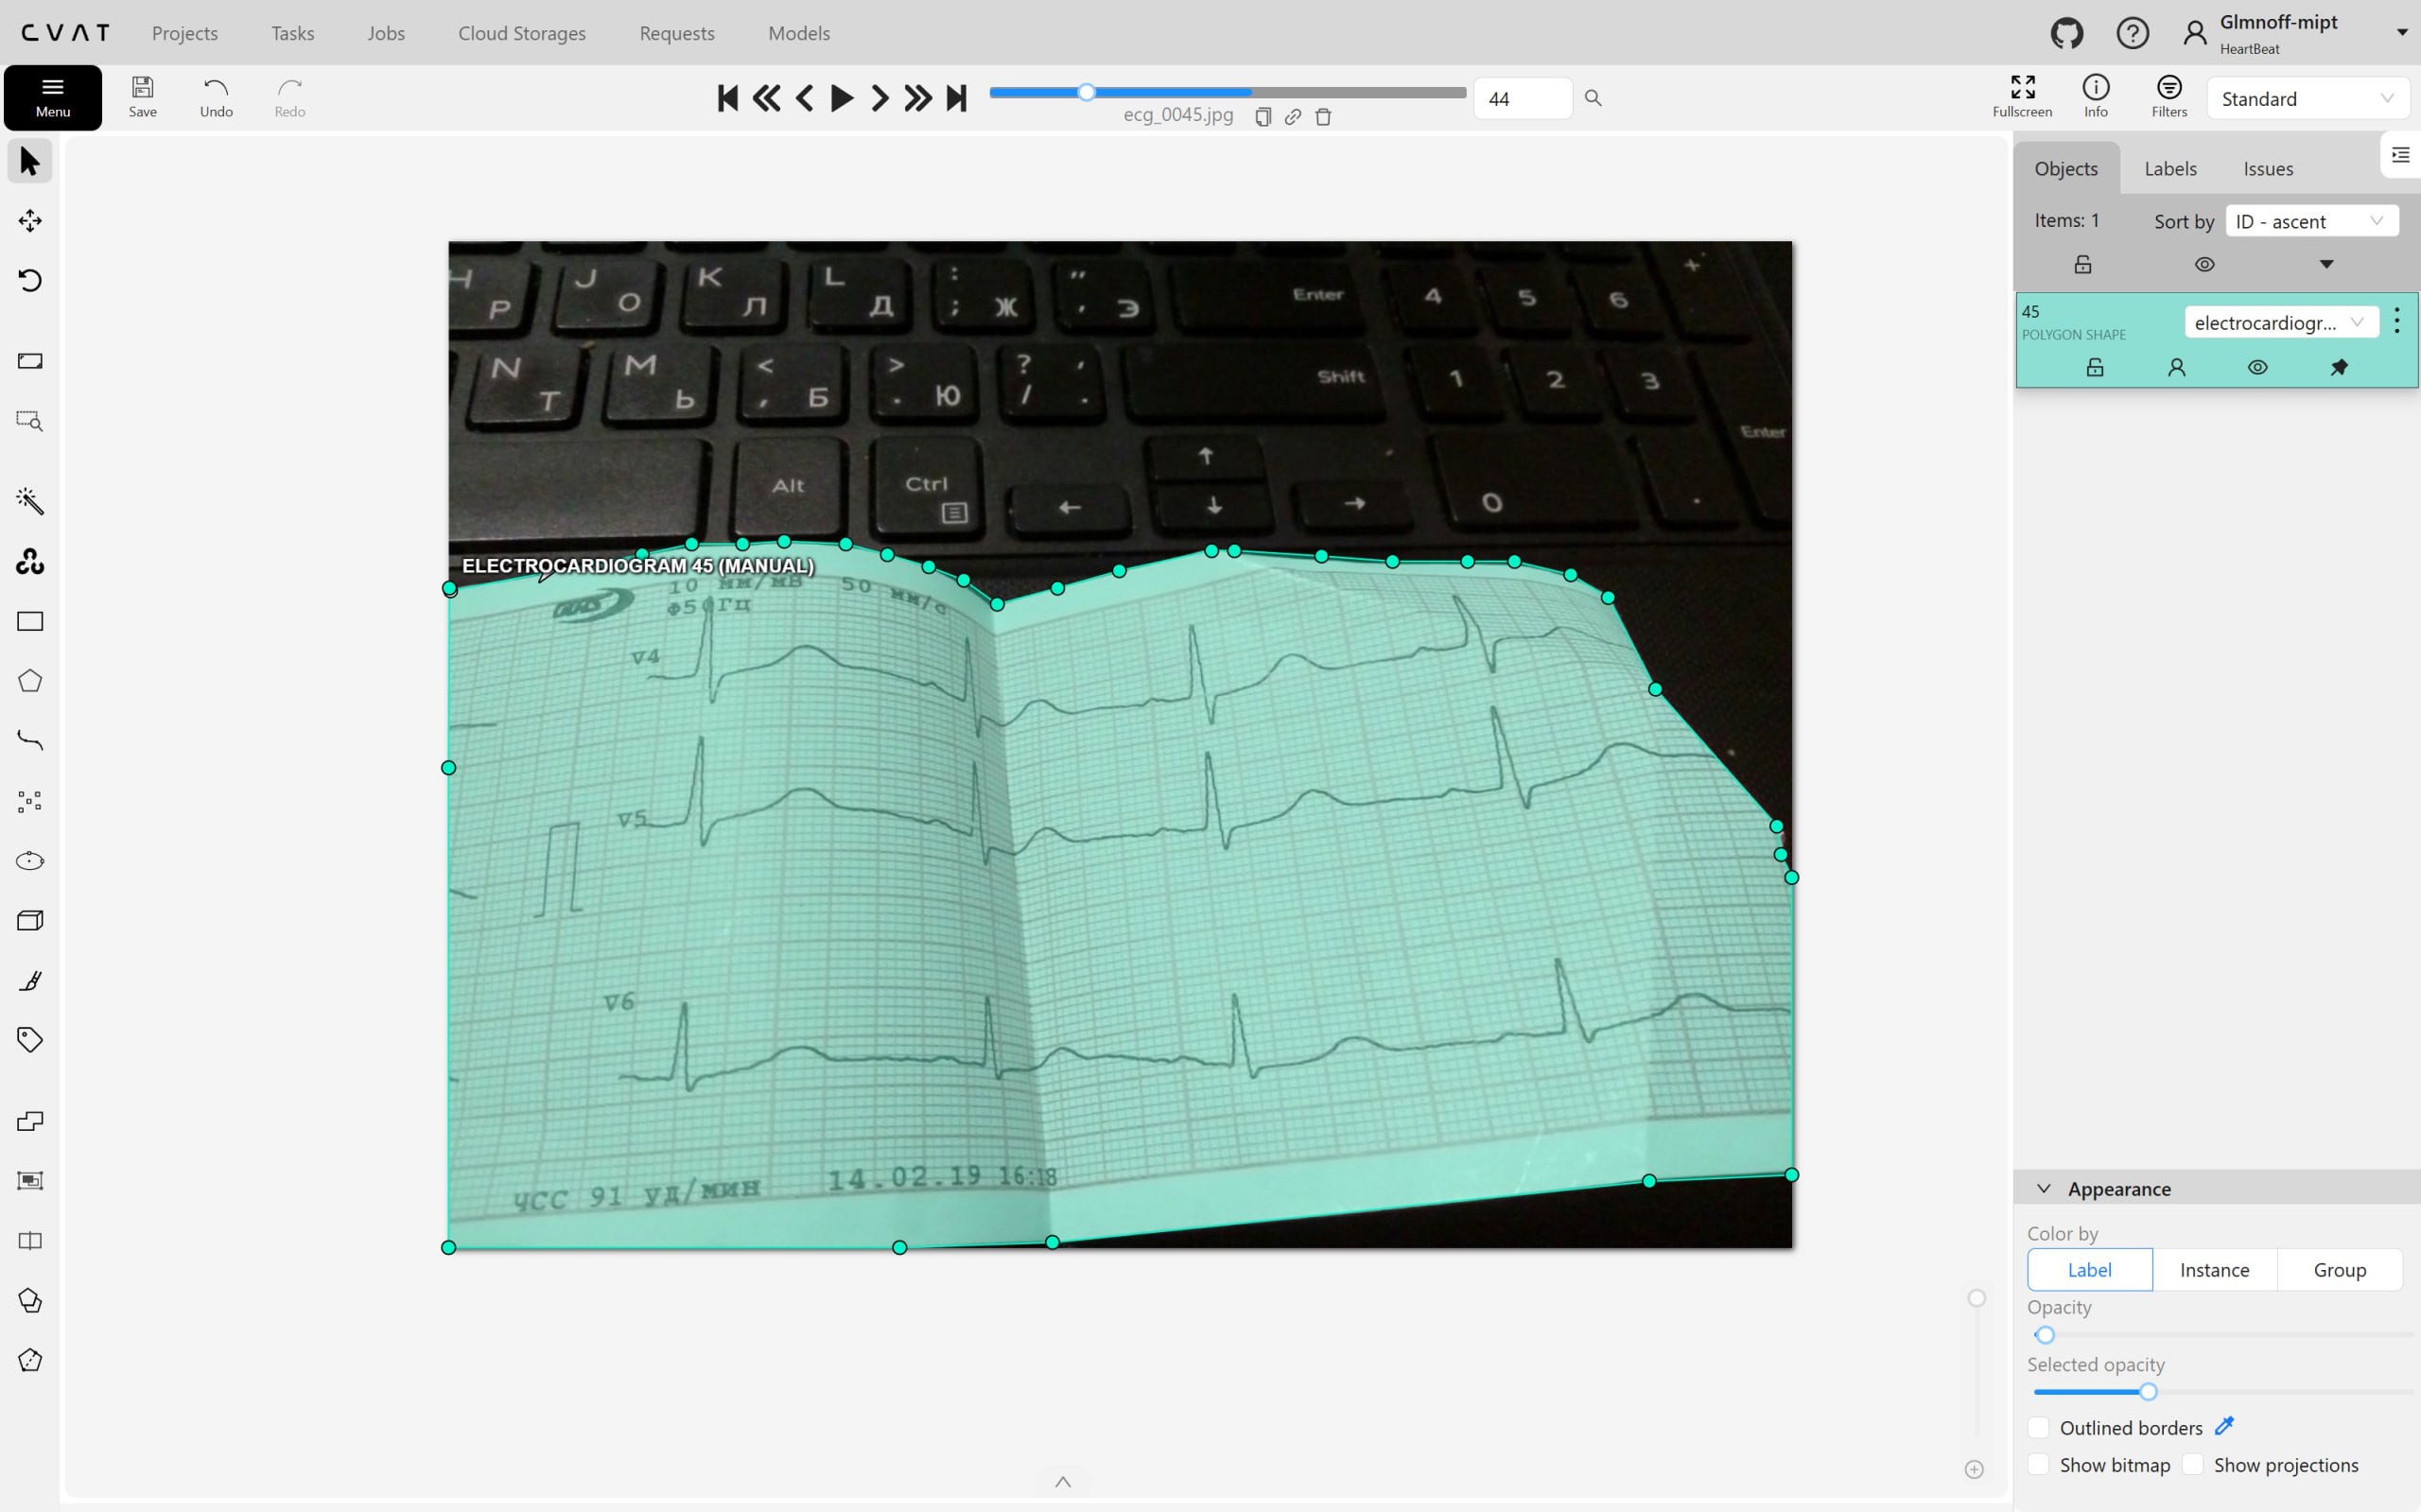 CVAT Projects Tasks Jobs Cloud Storages Requests Models Glmnoff-mipt
HeartBeat
Menu Save Undo Redo ecg_0045.jpg 44 Fullscreen Info Filters Standard
Objects Labels Issues
Items: 1 Sort by ID - ascent
45 electrocardiogr...
POLYGON SHAPE
H Р J О K Л L Д : ; Ж " ' Э Enter 4 5 6 +
N Т M Ь < , Б > . Ю ? / , . Shift 1 2 3
Enter
Alt Ctrl ← ↑ ↓ → 0 .
ELECTROCARDIOGRAM 45 (MANUAL)
10 мм/мВ 50 мм/с
Ф50Гц
V4
V5
V6
ЧСС 91 уд/мин 14.02.19 16:18
Appearance
Color by
Label Instance Group
Opacity
Selected opacity
Outlined borders
Show bitmap Show projections